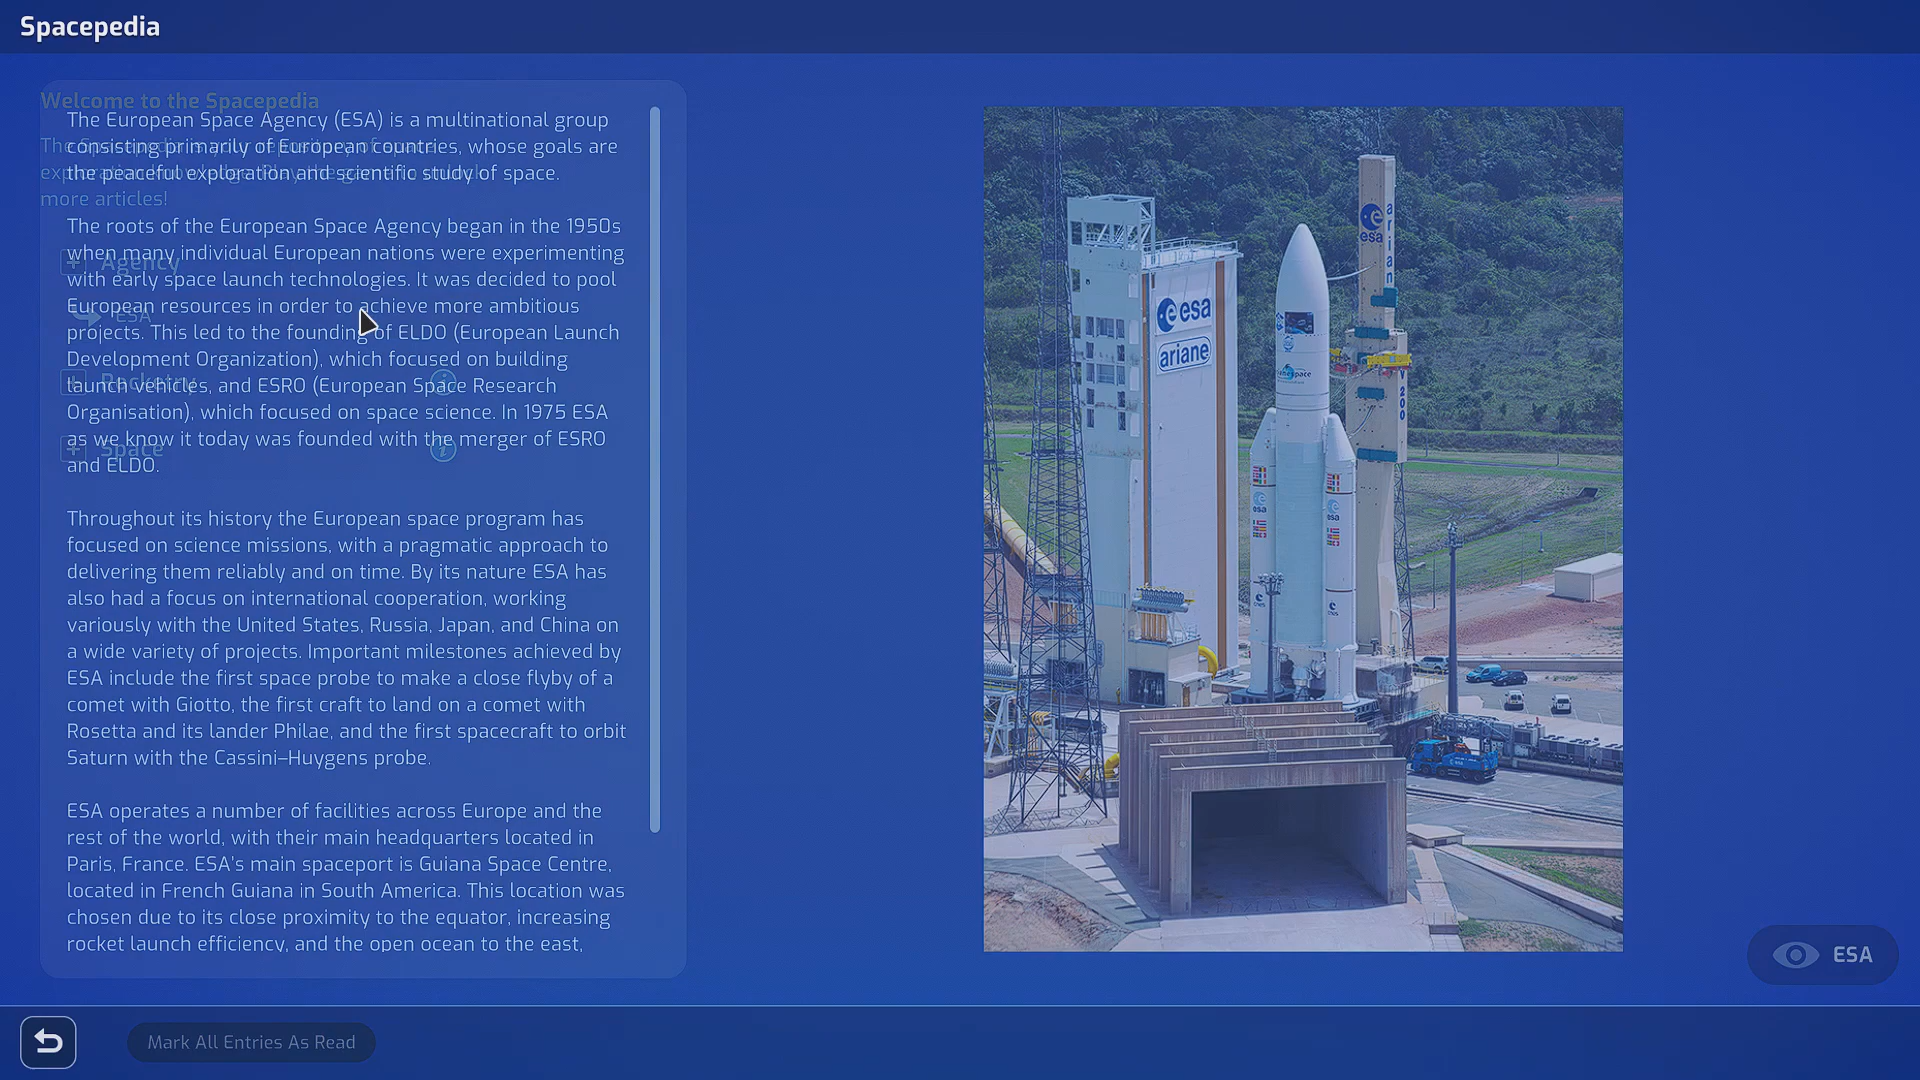 Spacepedia
Welcome to the Spacepedia
The European Space Agency (ESA) is a multinational group
consisting primarily of European countries, whose goals are
the peaceful exploration and scientific study of space.
more articles!
The roots of the European Space Agency began in the 1950s
when many individual European nations were experimenting
with early space launch technologies. It was decided to pool
European resources in order to achieve more ambitious
projects. This led to the founding of ELDO (European Launch
Development Organization), which focused on building
launch vehicles, and ESRO (European Space Research
Organisation), which focused on space science. In 1975 ESA
as we know it today was founded with the merger of ESRO
and ELDO.
Agency
ESA
Rocketry
Space
Throughout its history the European space program has
focused on science missions, with a pragmatic approach to
delivering them reliably and on time. By its nature ESA has
also had a focus on international cooperation, working
variously with the United States, Russia, Japan, and China on
a wide variety of projects. Important milestones achieved by
ESA include the first space probe to make a close flyby of a
comet with Giotto, the first craft to land on a comet with
Rosetta and its lander Philae, and the first spacecraft to orbit
Saturn with the Cassini–Huygens probe.
ESA operates a number of facilities across Europe and the
rest of the world, with their main headquarters located in
Paris, France. ESA's main spaceport is Guiana Space Centre,
located in French Guiana in South America. This location was
chosen due to its close proximity to the equator, increasing
rocket launch efficiency, and the open ocean to the east,
esa
ariane
esa
arian
V 200
esa
esa
cnes
cnes
ESA
Mark All Entries As Read